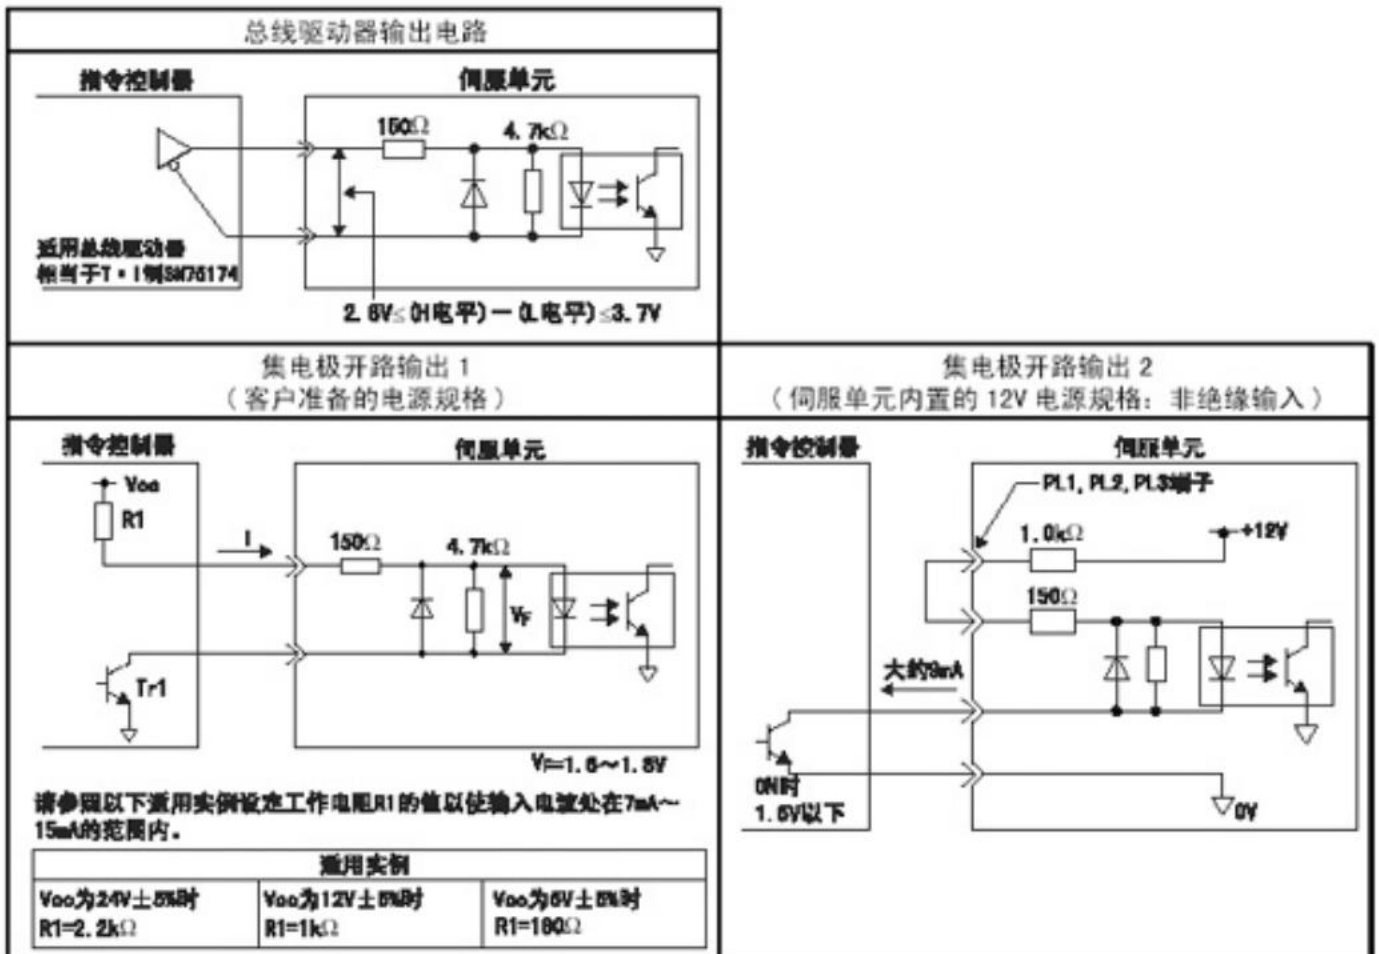 总线驱动器输出电路
指令控制器
伺服单元
150Ω
4.7kΩ
适用总线驱动器
相当于T·I制SN75174
2.6V≤(H电平)—(L电平)≤3.7V
集电极开路输出1
（客户准备的电源规格）
指令控制器
伺服单元
Vcc
R1
I
150Ω
4.7kΩ
VF
Tr1
VF=1.5～1.8V
请参照以下适用实例设定工作电阻R1的值以使输入电流处在7mA～
15mA的范围内。
适用实例
Vcc为24V±5%时
R1=2.2kΩ
Vcc为12V±5%时
R1=1kΩ
Vcc为5V±5%时
R1=180Ω
集电极开路输出2
（伺服单元内置的12V电源规格：非绝缘输入）
指令控制器
伺服单元
PL1, PL2, PL3端子
1.0kΩ
+12V
150Ω
大约9mA
ON时
1.5V以下
0V